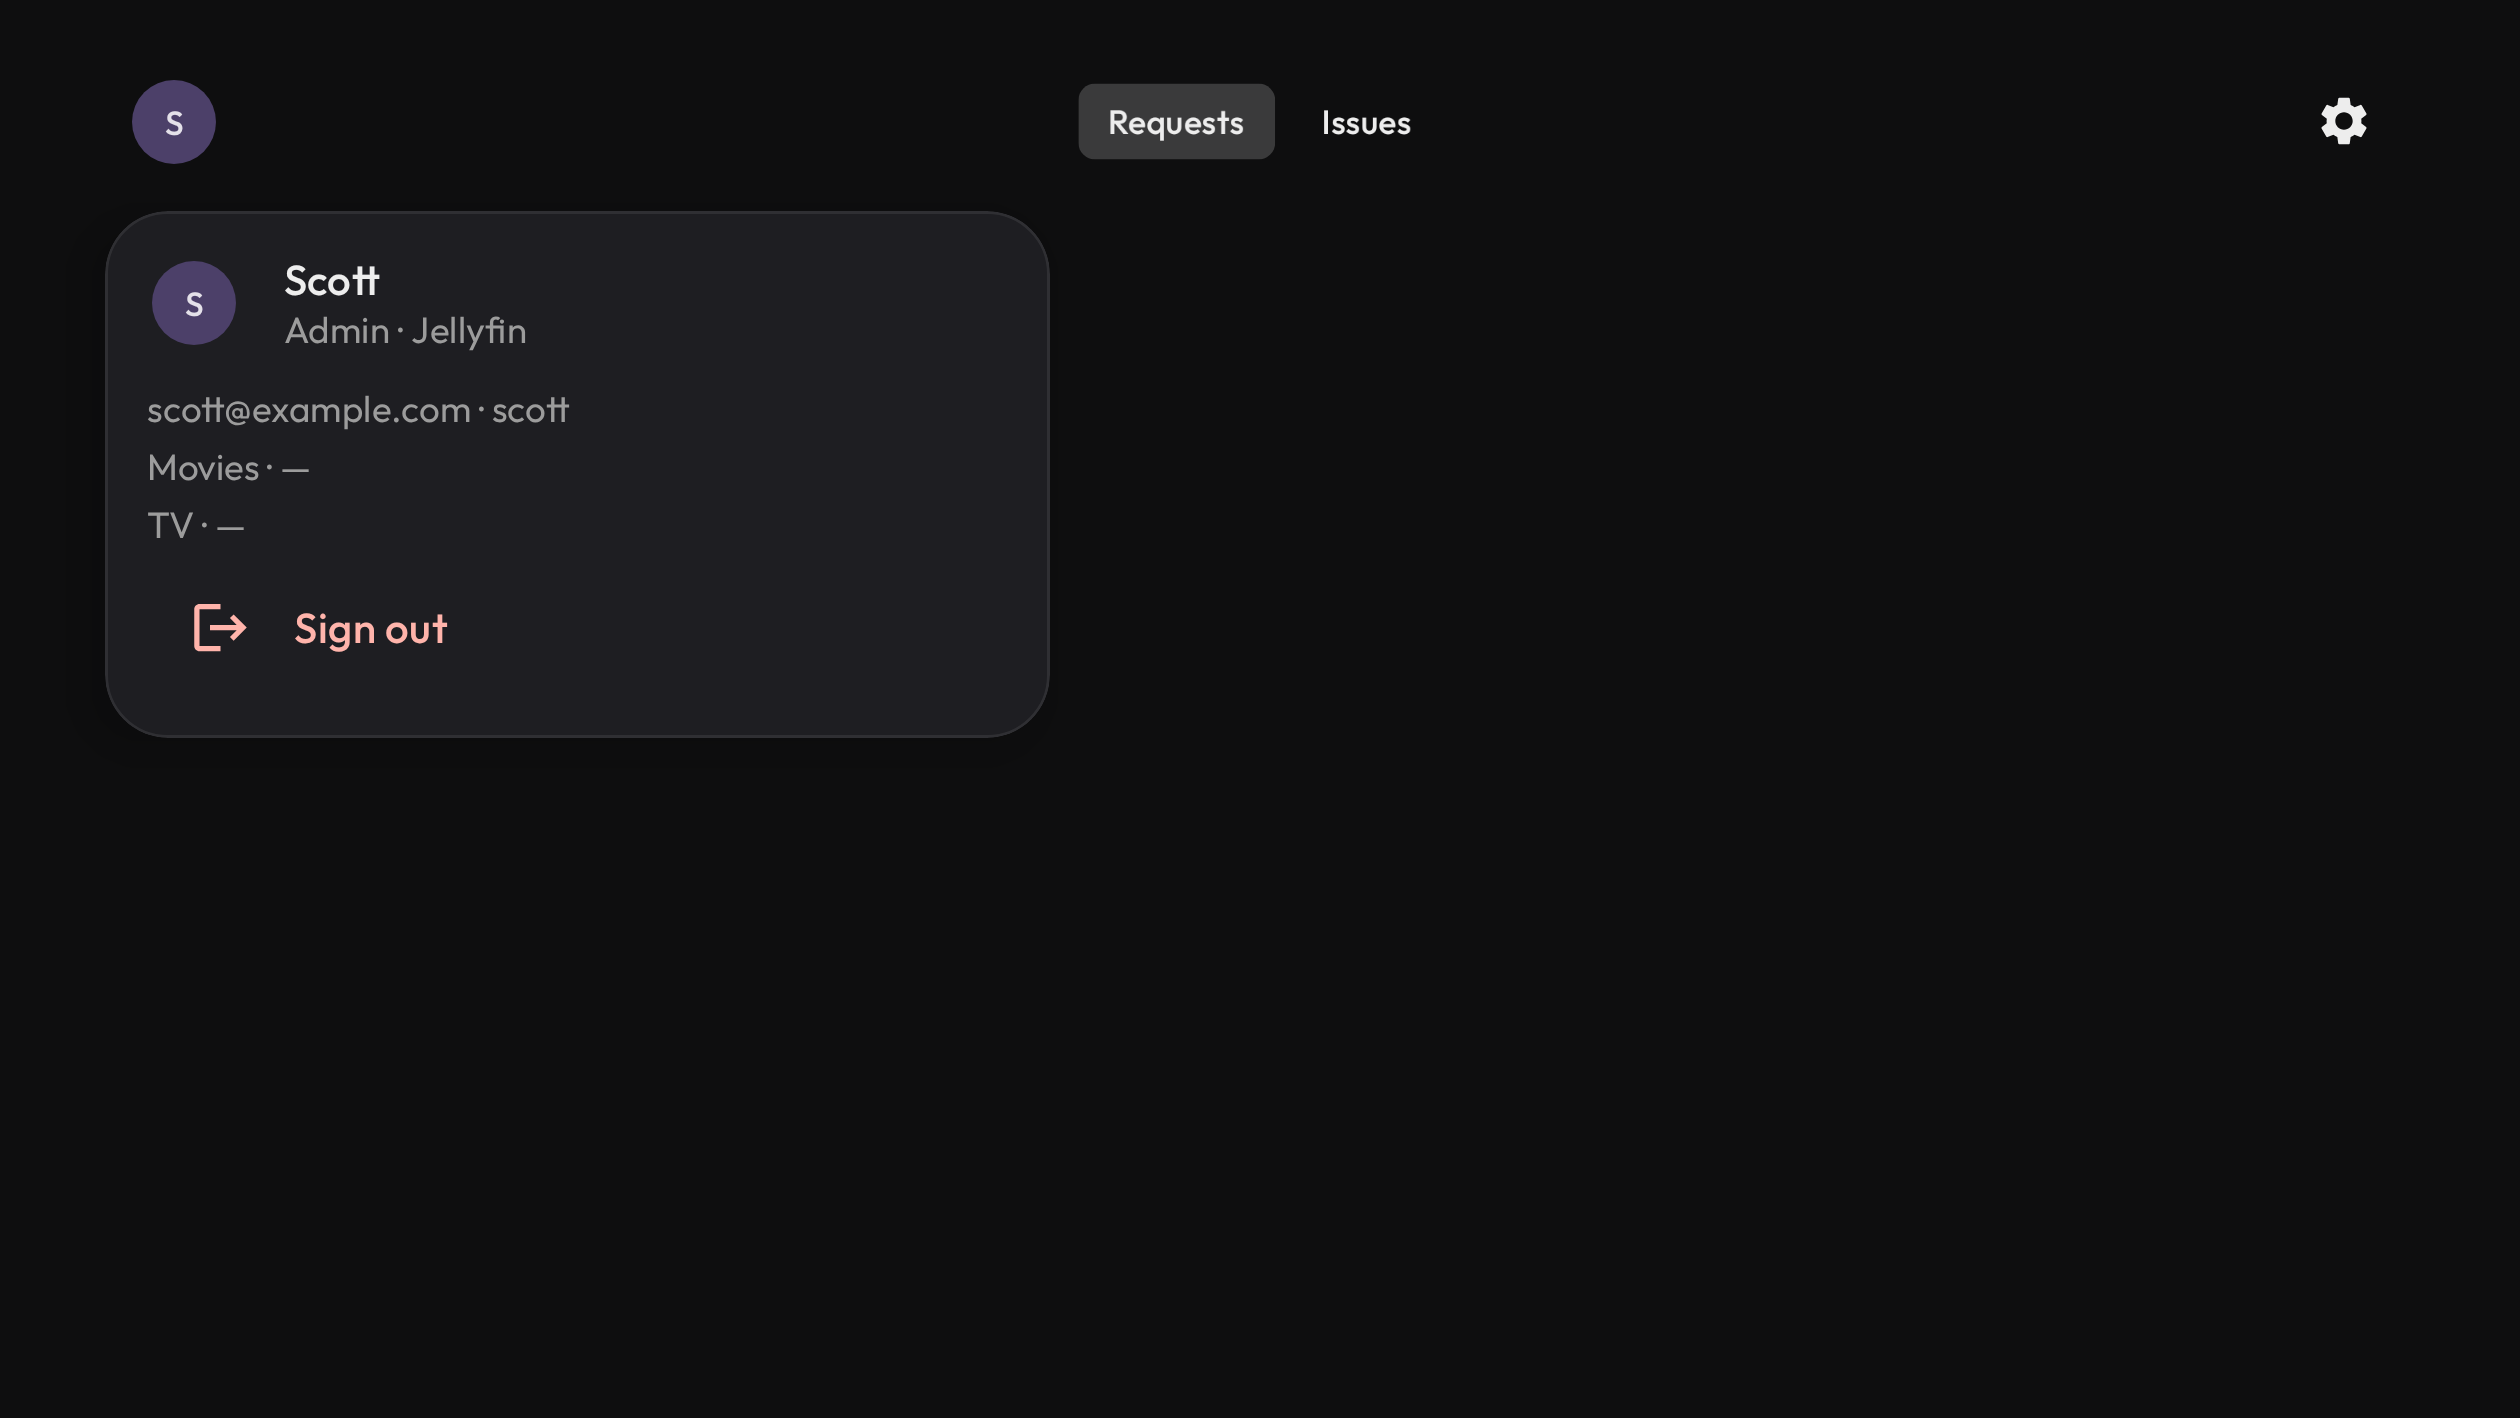 S
Requests
Issues
S
Scott
Admin · Jellyfin
scott@example.com · scott
Movies · —
TV · —
Sign out